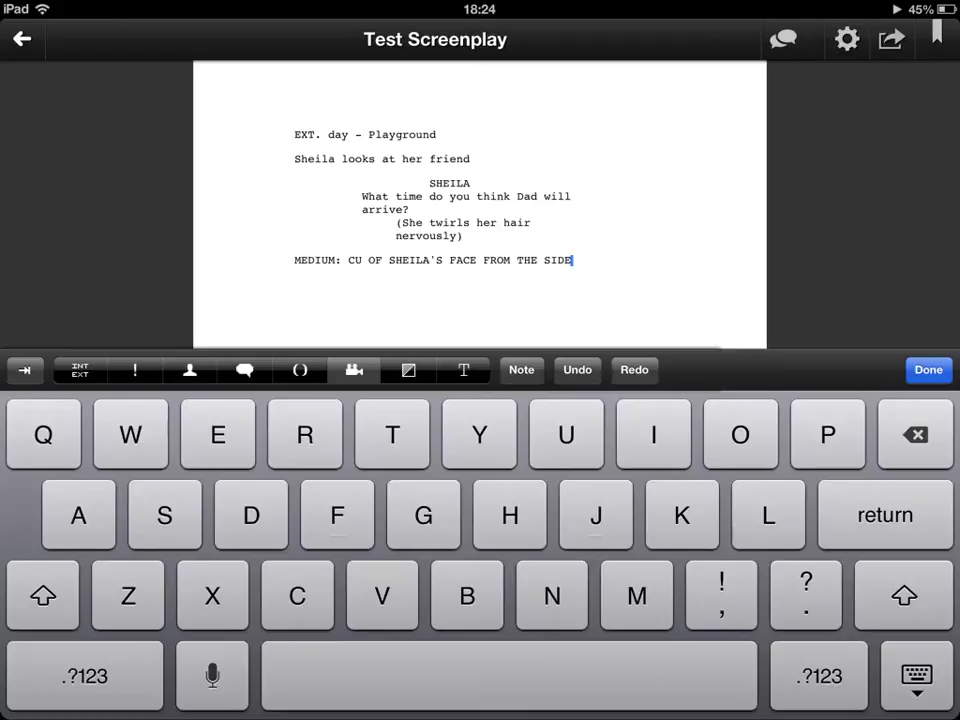 iPad 18:24 45%
Test Screenplay
EXT. day - Playground
Sheila looks at her friend
SHEILA
What time do you think Dad will
arrive?
(She twirls her hair
nervously)
MEDIUM: CU OF SHEILA'S FACE FROM THE SIDE
INT
EXT
! () T Note Undo Redo Done
Q W E R T Y U I O P
A S D F G H J K L return
Z X C V B N M ! , ? .
.?123 .?123